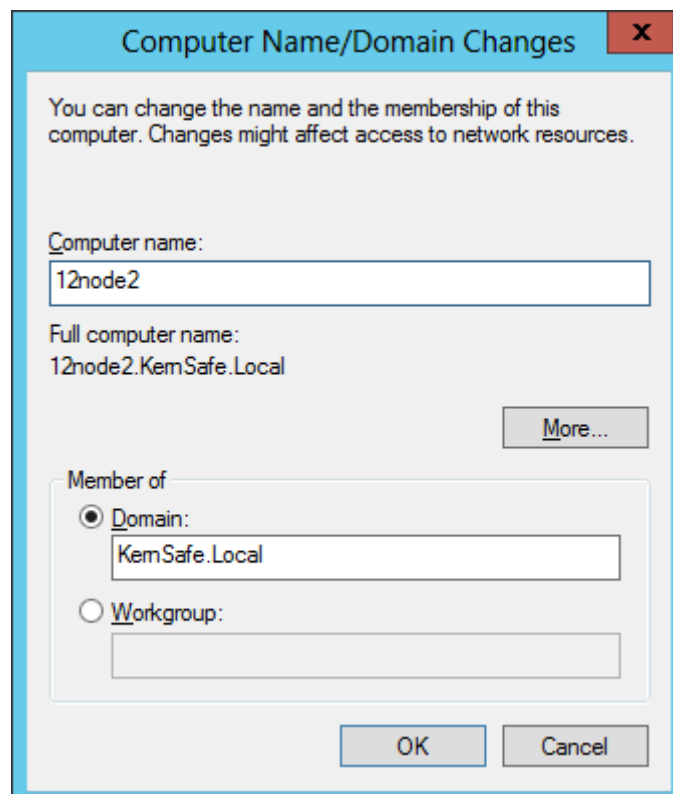 Computer Name/Domain Changes
x
You can change the name and the membership of this
computer. Changes might affect access to network resources.
Computer name:
12node2
Full computer name:
12node2.KernSafe.Local
More...
Member of
Domain:
KernSafe.Local
Workgroup:
OK Cancel